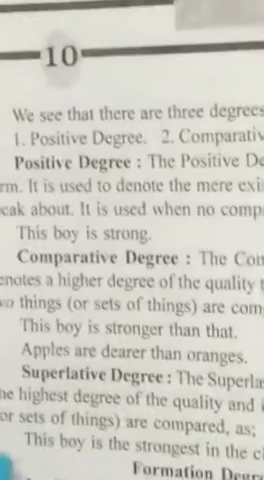 10
We see that there are three degrees
1. Positive Degree. 2. Comparativ
Positive Degree : The Positive De
rm. It is used to denote the mere exis
eak about. It is used when no comp
This boy is strong.
Comparative Degree : The Com
enotes a higher degree of the quality t
wo things (or sets of things) are com
This boy is stronger than that.
Apples are dearer than oranges.
Superlative Degree : The Superla
he highest degree of the quality and i
or sets of things) are compared, as;
This boy is the strongest in the cl
Formation Degre